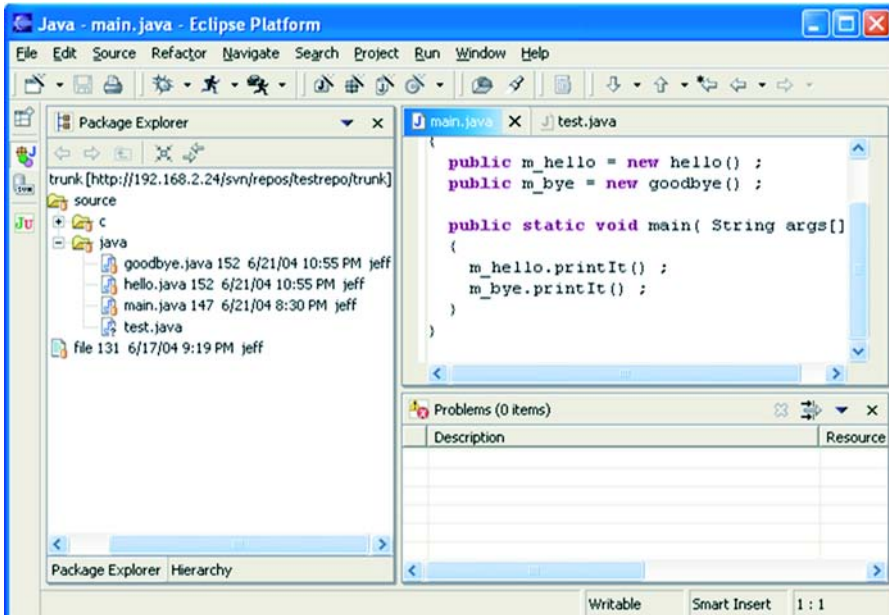 Java - main.java - Eclipse Platform
File Edit Source Refactor Navigate Search Project Run Window Help
Package Explorer
trunk [http://192.168.2.24/svn/repos/testrepo/trunk]
source
c
java
goodbye.java 152 6/21/04 10:55 PM jeff
hello.java 152 6/21/04 10:55 PM jeff
main.java 147 6/21/04 8:30 PM jeff
test.java
file 131 6/17/04 9:19 PM jeff
Package Explorer Hierarchy
main.java test.java
{
public m_hello = new hello() ;
public m_bye = new goodbye() ;
public static void main( String args[]
{
m_hello.printIt() ;
m_bye.printIt() ;
}
}
Problems (0 items)
Description Resource
Writable Smart Insert 1 : 1